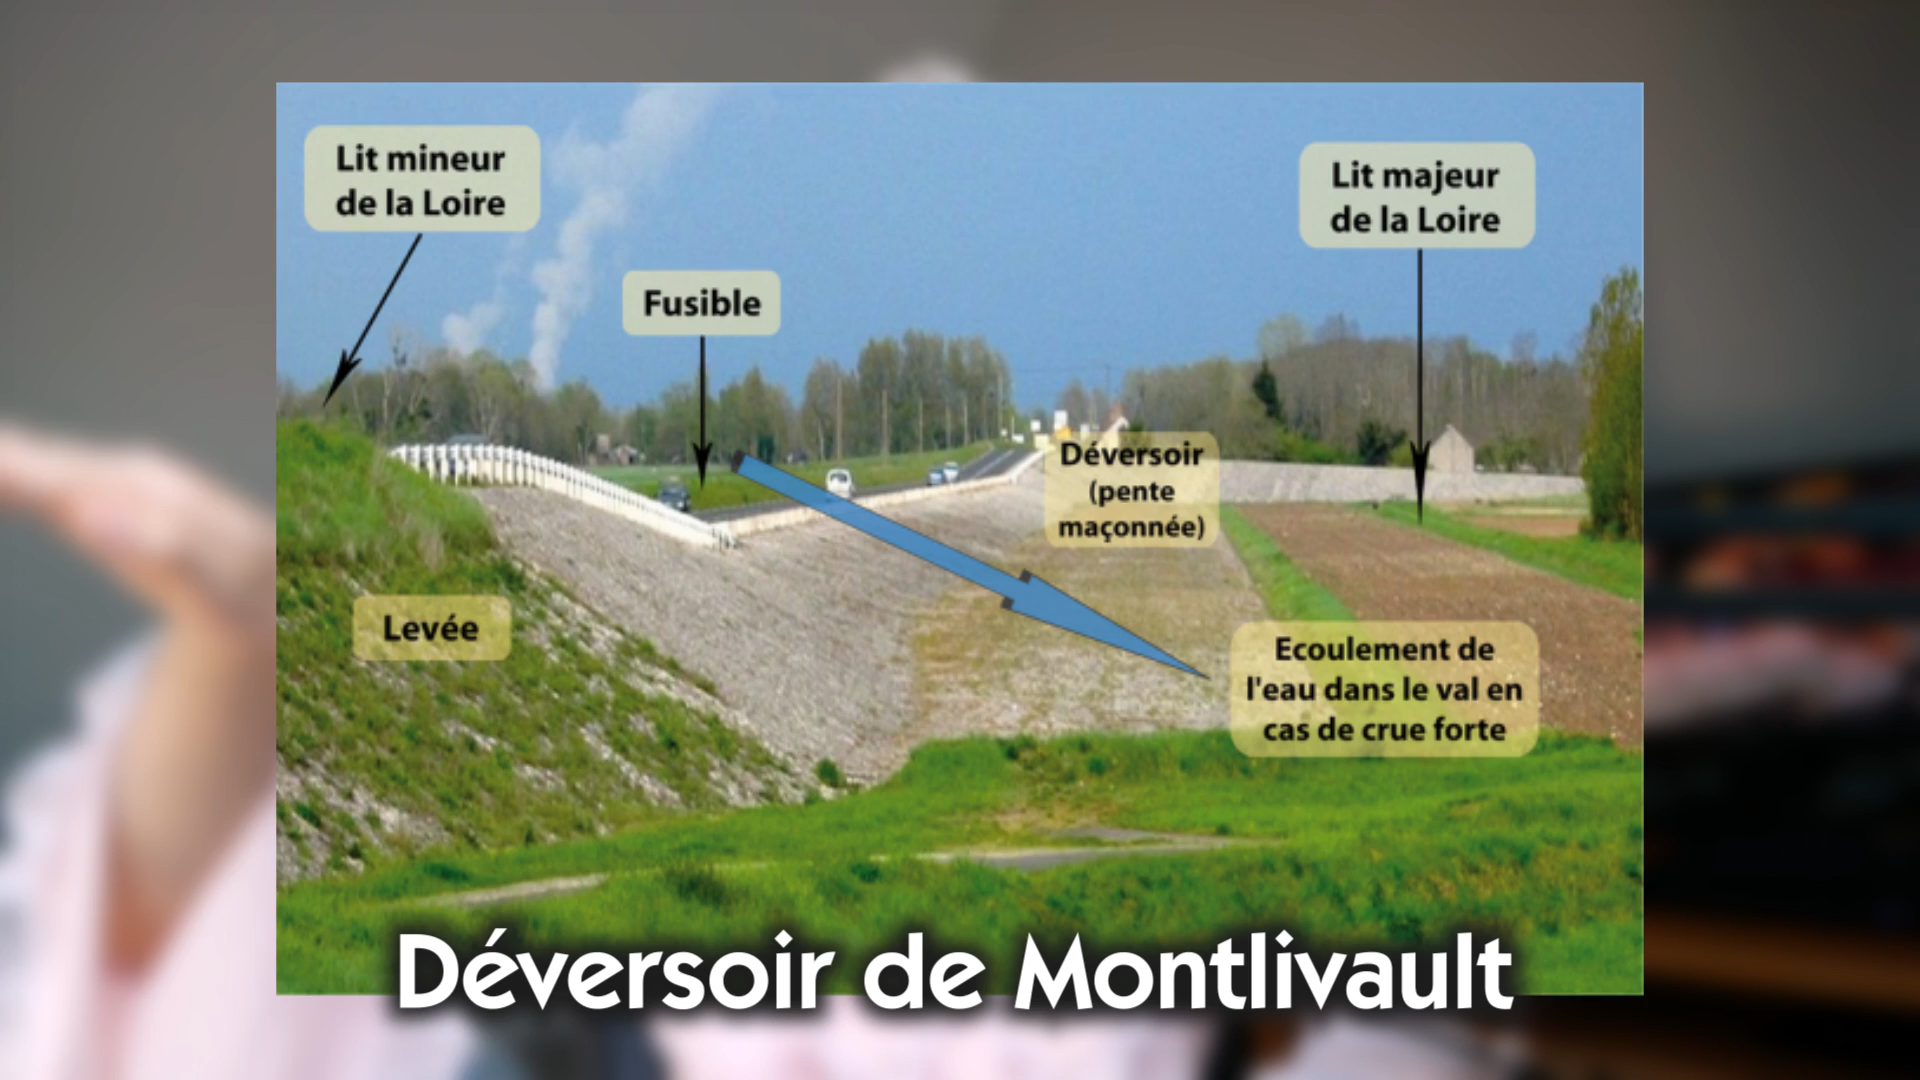 Lit mineur
de la Loire
Lit majeur
de la Loire
Fusible
Déversoir
(pente
maçonnée)
Levée
Ecoulement de
l'eau dans le val en
cas de crue forte
Déversoir de Montlivault